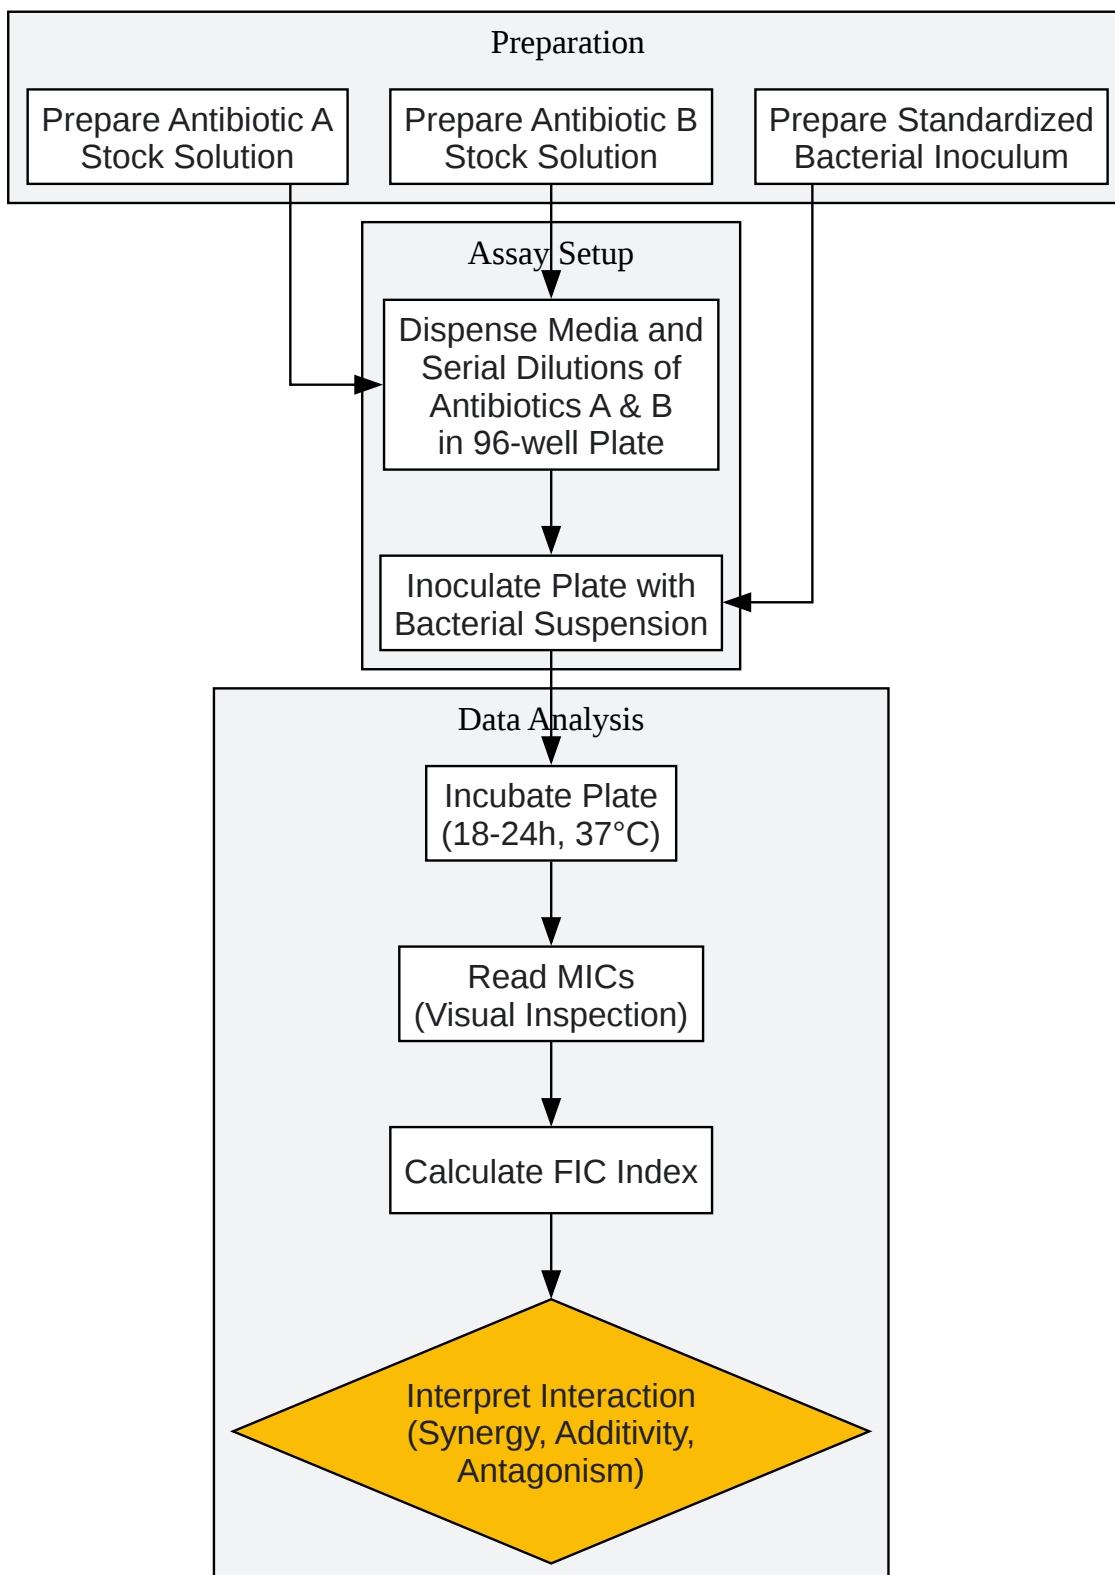 Preparation
Prepare Antibiotic A
Stock Solution
Prepare Antibiotic B
Stock Solution
Prepare Standardized
Bacterial Inoculum
Assay Setup
Dispense Media and
Serial Dilutions of
Antibiotics A & B
in 96-well Plate
Inoculate Plate with
Bacterial Suspension
Data Analysis
Incubate Plate
(18-24h, 37°C)
Read MICs
(Visual Inspection)
Calculate FIC Index
Interpret Interaction
(Synergy, Additivity,
Antagonism)